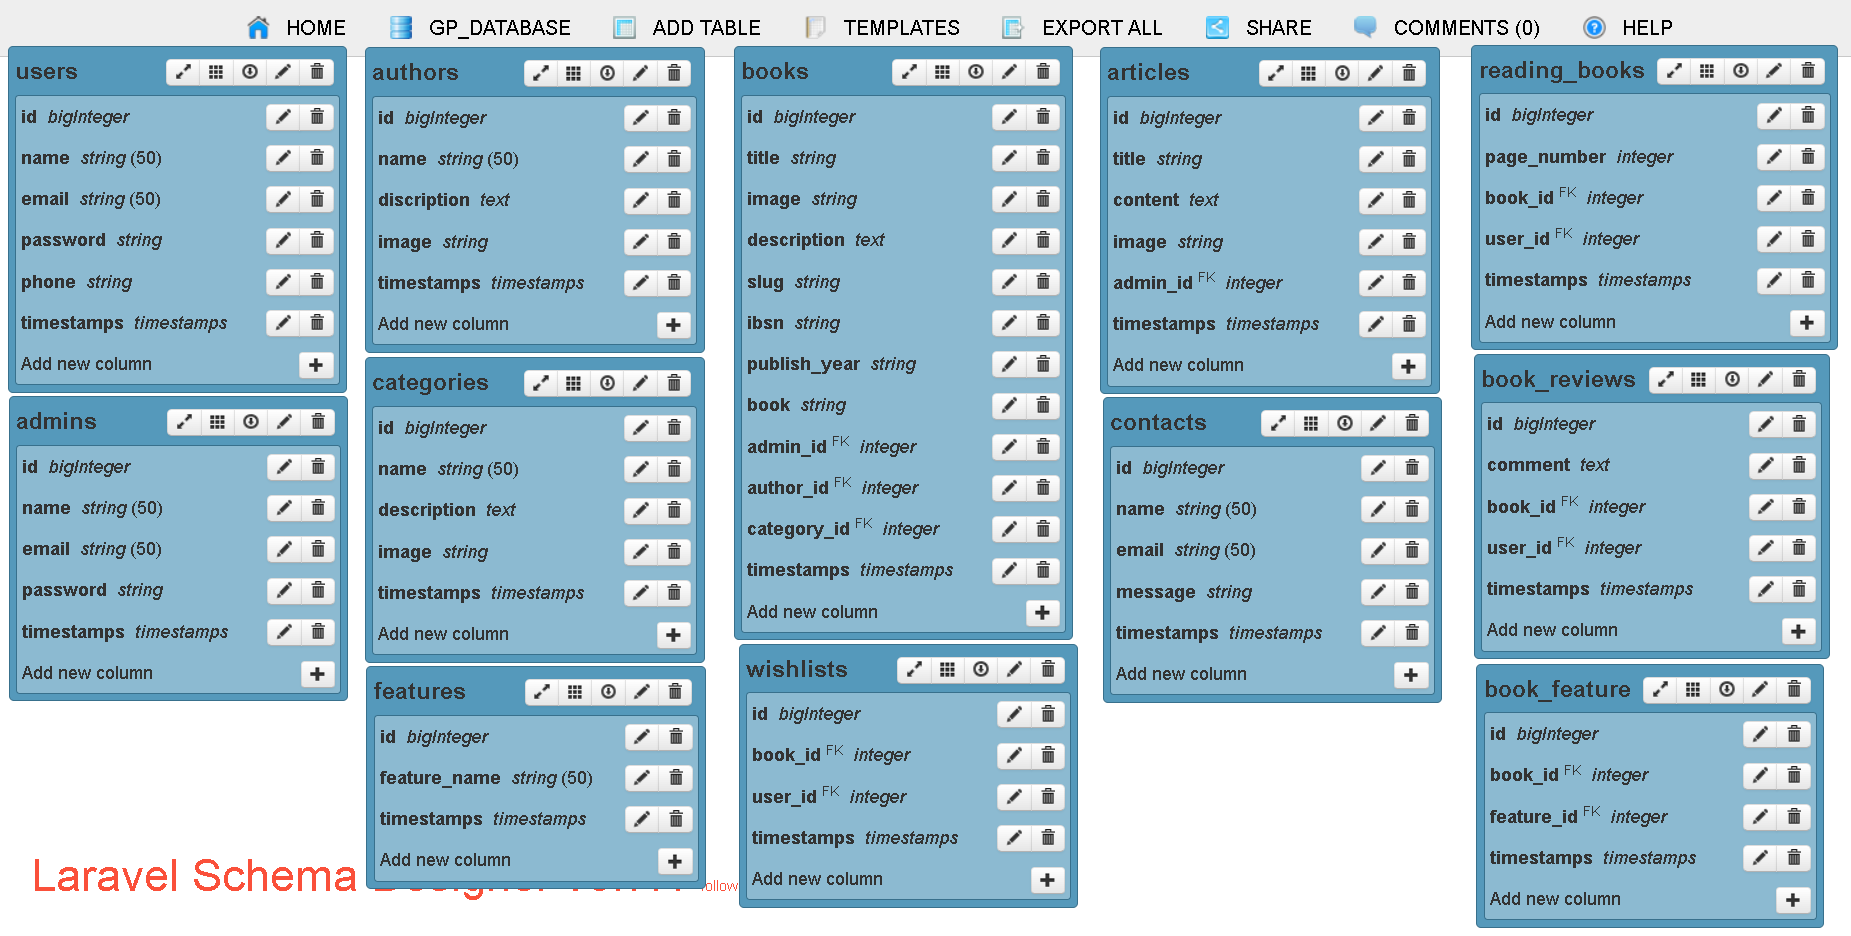 HOME GP_DATABASE ADD TABLE TEMPLATES EXPORT ALL SHARE COMMENTS (0) HELP
users
id bigInteger
name string (50)
email string (50)
password string
phone string
timestamps timestamps
Add new column
admins
id bigInteger
name string (50)
email string (50)
password string
timestamps timestamps
Add new column
authors
id bigInteger
name string (50)
discription text
image string
timestamps timestamps
Add new column
categories
id bigInteger
name string (50)
description text
image string
timestamps timestamps
Add new column
features
id bigInteger
feature_name string (50)
timestamps timestamps
Add new column
books
id bigInteger
title string
image string
description text
slug string
ibsn string
publish_year string
book string
admin_id FK integer
author_id FK integer
category_id FK integer
timestamps timestamps
Add new column
wishlists
id bigInteger
book_id FK integer
user_id FK integer
timestamps timestamps
Add new column
articles
id bigInteger
title string
content text
image string
admin_id FK integer
timestamps timestamps
Add new column
contacts
id bigInteger
name string (50)
email string (50)
message string
timestamps timestamps
Add new column
reading_books
id bigInteger
page_number integer
book_id FK integer
user_id FK integer
timestamps timestamps
Add new column
book_reviews
id bigInteger
comment text
book_id FK integer
user_id FK integer
timestamps timestamps
Add new column
book_feature
id bigInteger
book_id FK integer
feature_id FK integer
timestamps timestamps
Add new column
Laravel Schema Designer follow